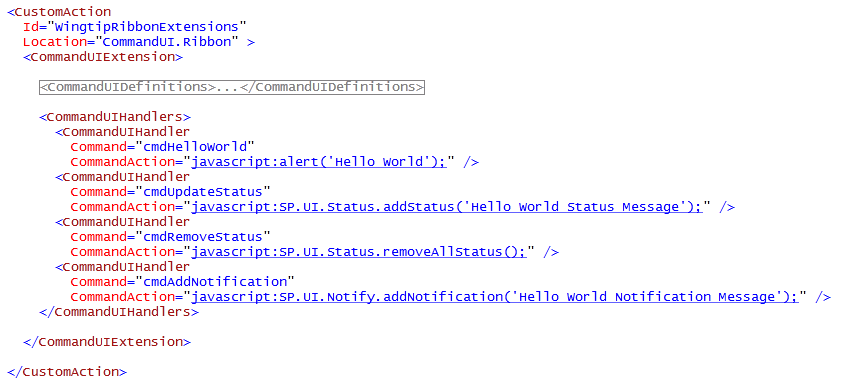 <CustomAction
Id="WingtipRibbonExtensions"
Location="CommandUI.Ribbon" >
<CommandUIExtension>
<CommandUIDefinitions>...</CommandUIDefinitions>
<CommandUIHandlers>
<CommandUIHandler
Command="cmdHelloWorld"
CommandAction="javascript:alert('Hello World');" />
<CommandUIHandler
Command="cmdUpdateStatus"
CommandAction="javascript:SP.UI.Status.addStatus('Hello World Status Message');" />
<CommandUIHandler
Command="cmdRemoveStatus"
CommandAction="javascript:SP.UI.Status.removeAllStatus();" />
<CommandUIHandler
Command="cmdAddNotification"
CommandAction="javascript:SP.UI.Notify.addNotification('Hello World Notification Message');" />
</CommandUIHandlers>
</CommandUIExtension>
</CustomAction>